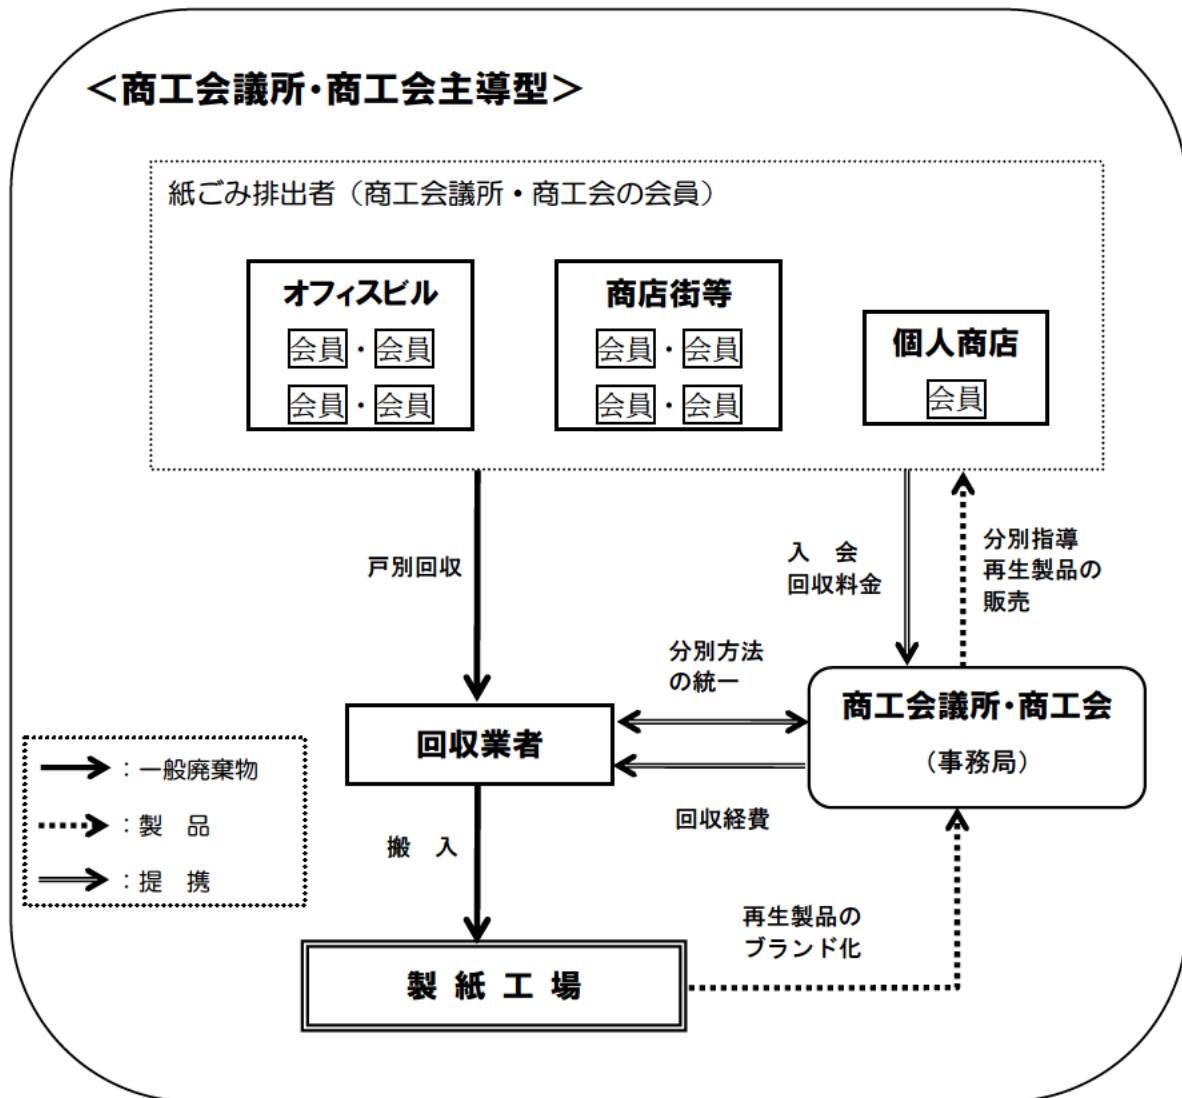 ＜商工会議所・商工会主導型＞
紙ごみ排出者（商工会議所・商工会の会員）
オフィスビル
会員・会員
会員・会員
商店街等
会員・会員
会員・会員
個人商店
会員
戸別回収
入　会
回収料金
分別指導
再生製品の
販売
分別方法
の統一
商工会議所・商工会
（事務局）
回収業者
回収経費
：一般廃棄物
：製　品
：提　携
搬　入
再生製品の
ブランド化
製 紙 工 場